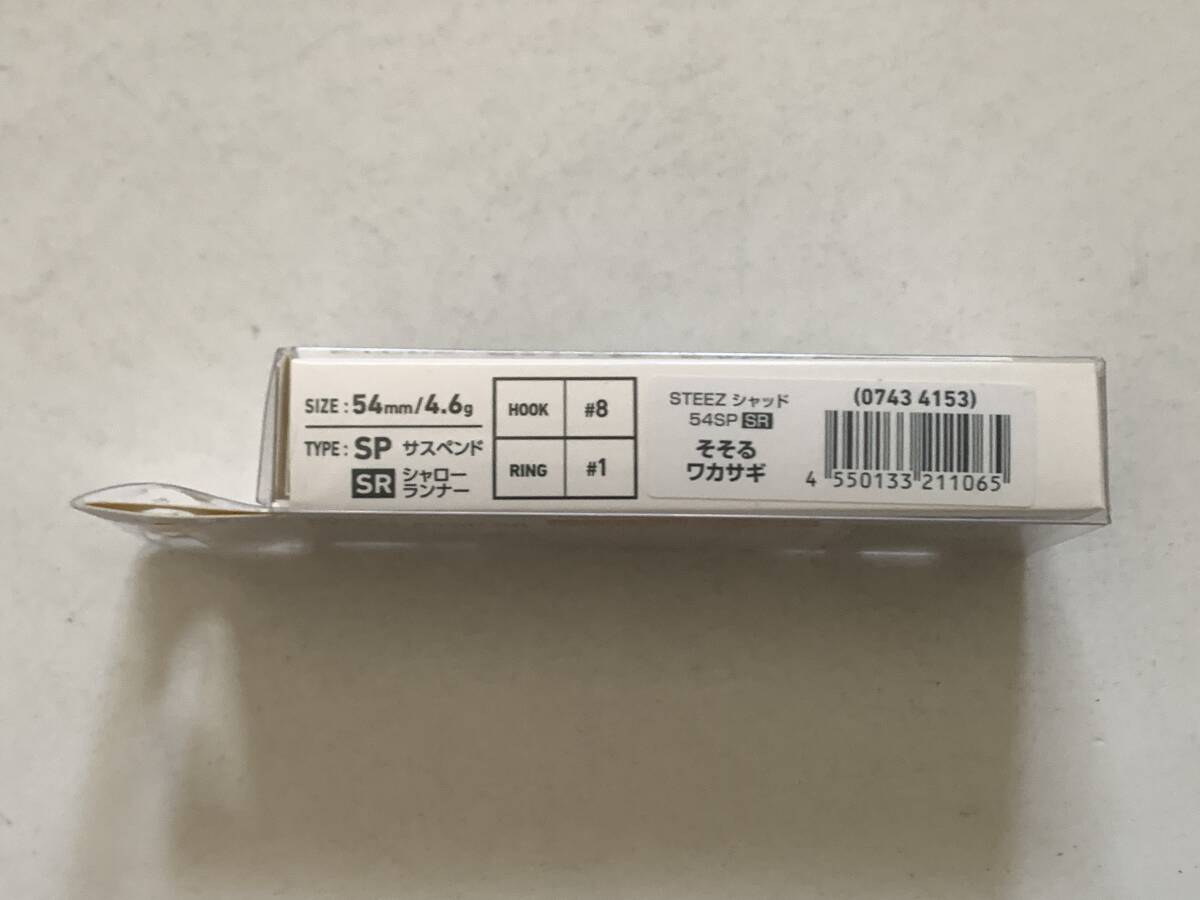 SIZE : 54mm/4.6g
TYPE : SP サスペンド
SR シャロー
ランナー
HOOK #8
RING #1
STEEZ シャッド
54SP SR
そそる
ワカサギ
(0743 4153)
4 550133 211065